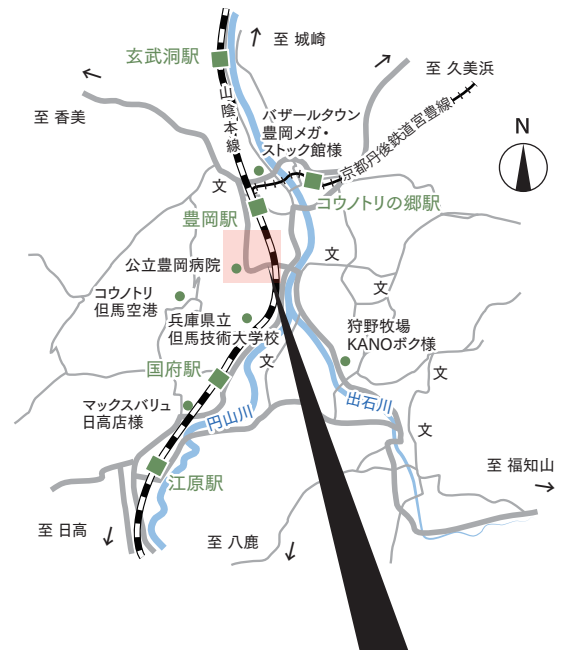 至 城崎
玄武洞駅
至 久美浜
至 香美
山陰本線
バザールタウン
豊岡メガ・
ストック館様
京都丹後鉄道宮豊線
N
文
コウノトリの郷駅
豊岡駅
文
公立豊岡病院
文
コウノトリ
但馬空港
兵庫県立
但馬技術大学校
狩野牧場
KANOボク様
文
国府駅
文
マックスバリュ
日高店様
円山川
出石川
文
至 福知山
江原駅
至 日高
至 八鹿